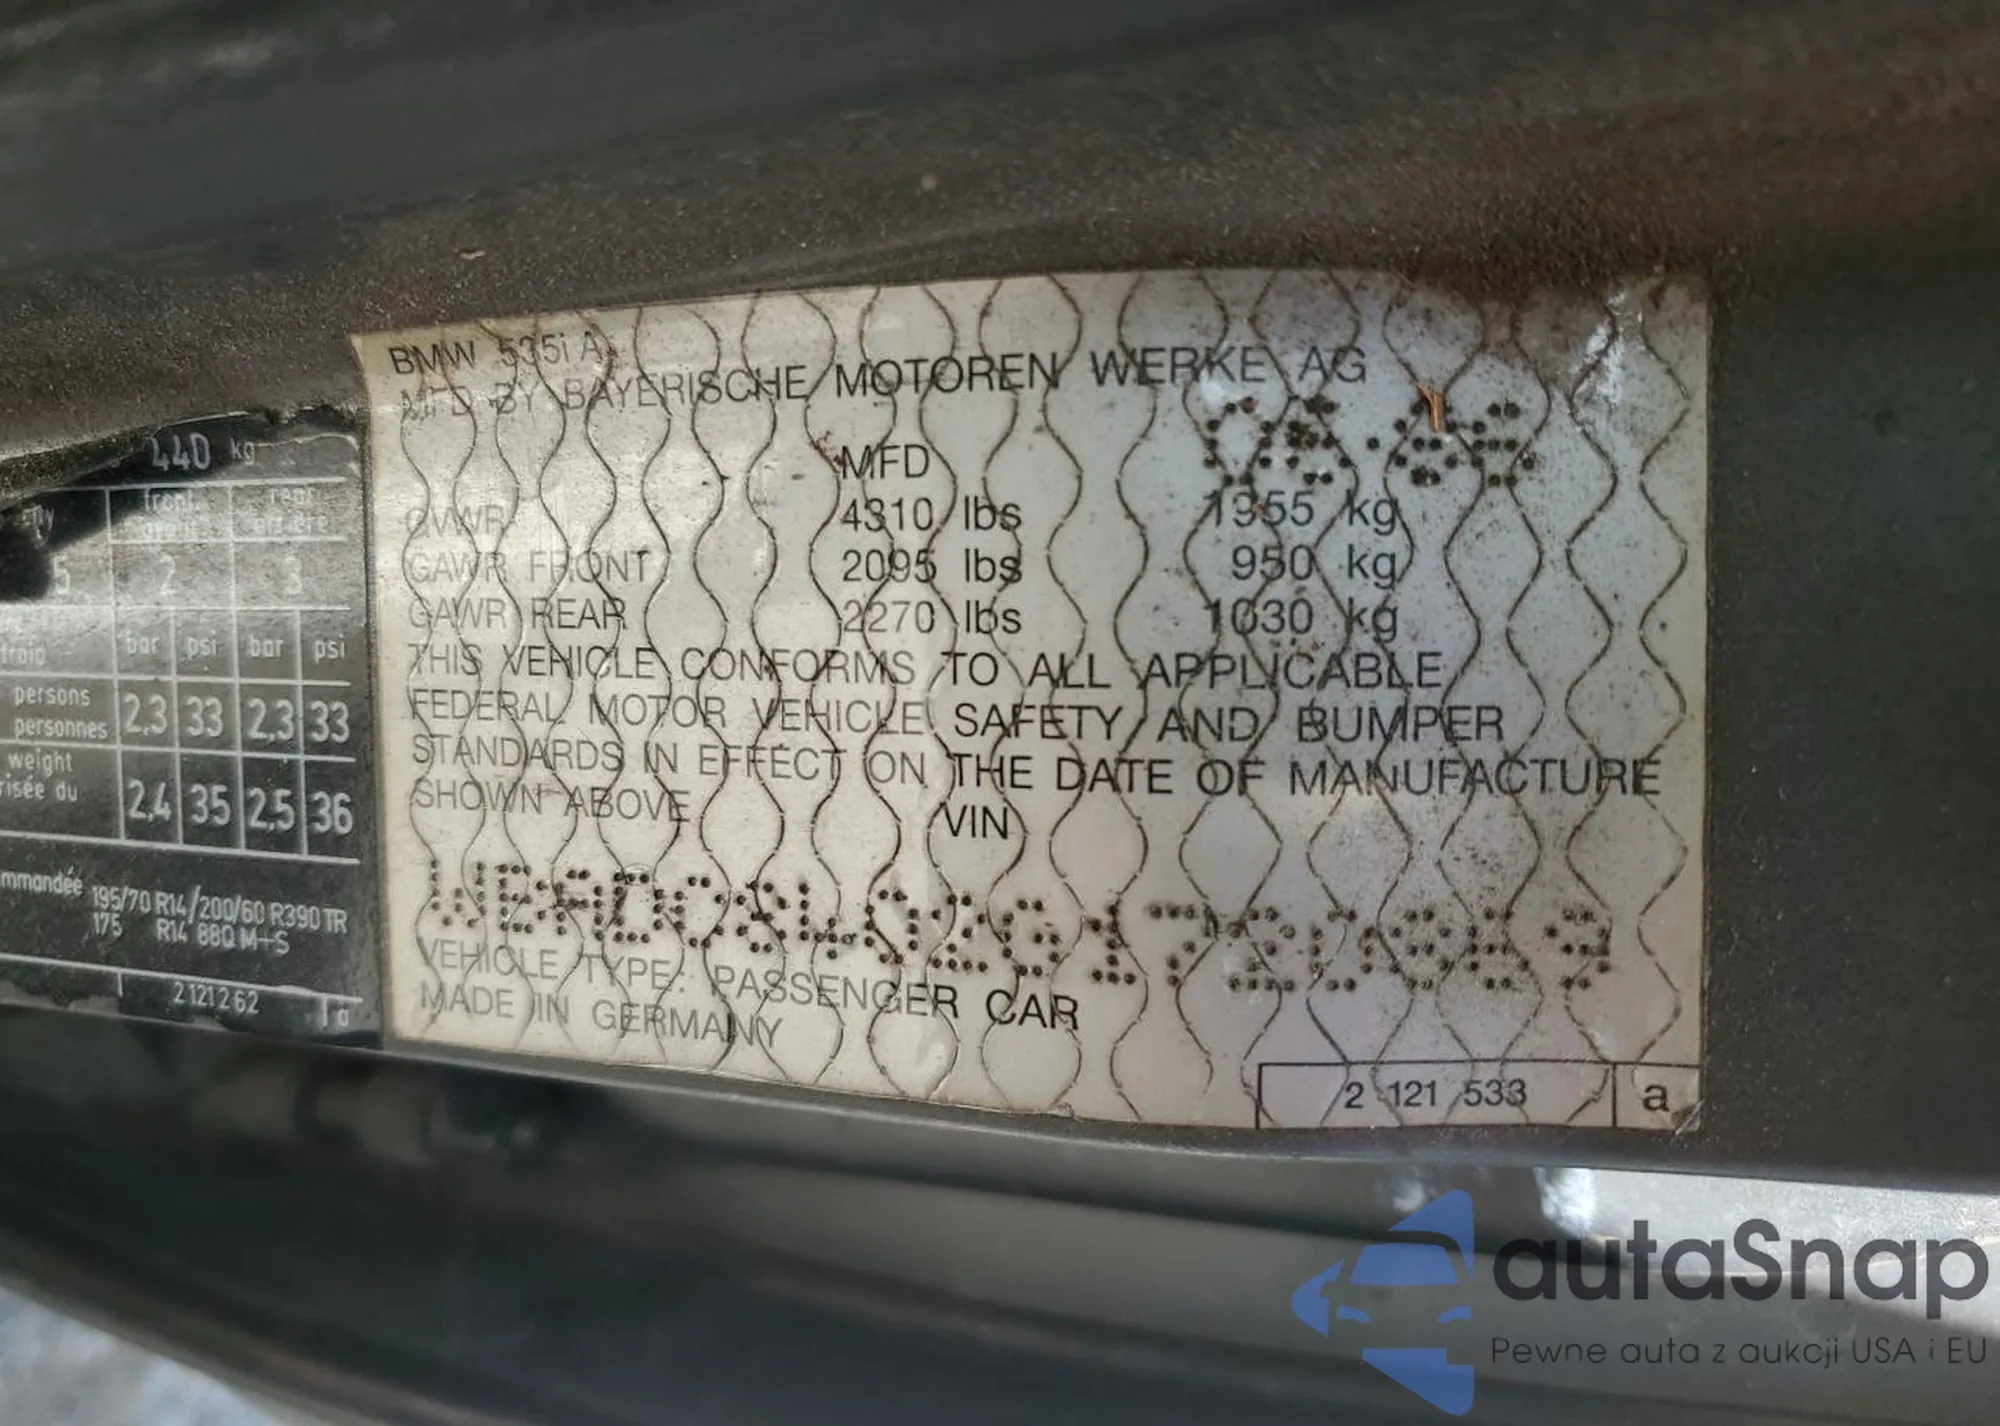 BMW 535i A
MFD BY BAYERISCHE MOTOREN WERKE AG
MFD
GVWR 4310 lbs 1955 kg
GAWR FRONT 2095 lbs 950 kg
GAWR REAR 2270 lbs 1030 kg
THIS VEHICLE CONFORMS TO ALL APPLICABLE
FEDERAL MOTOR VEHICLE SAFETY AND BUMPER
STANDARDS IN EFFECT ON THE DATE OF MANUFACTURE
SHOWN ABOVE VIN
VEHICLE TYPE: PASSENGER CAR
MADE IN GERMANY
2 121 533 a
440 kg
front rear
2 3
bar psi bar psi
persons
personnes 2,3 33 2,3 33
weight
2,4 35 2,5 36
195/70 R14/200/60 R390 TR
175 R14 88Q M+S
2121262 a
autaSnap
Pewne auta z aukcji USA i EU